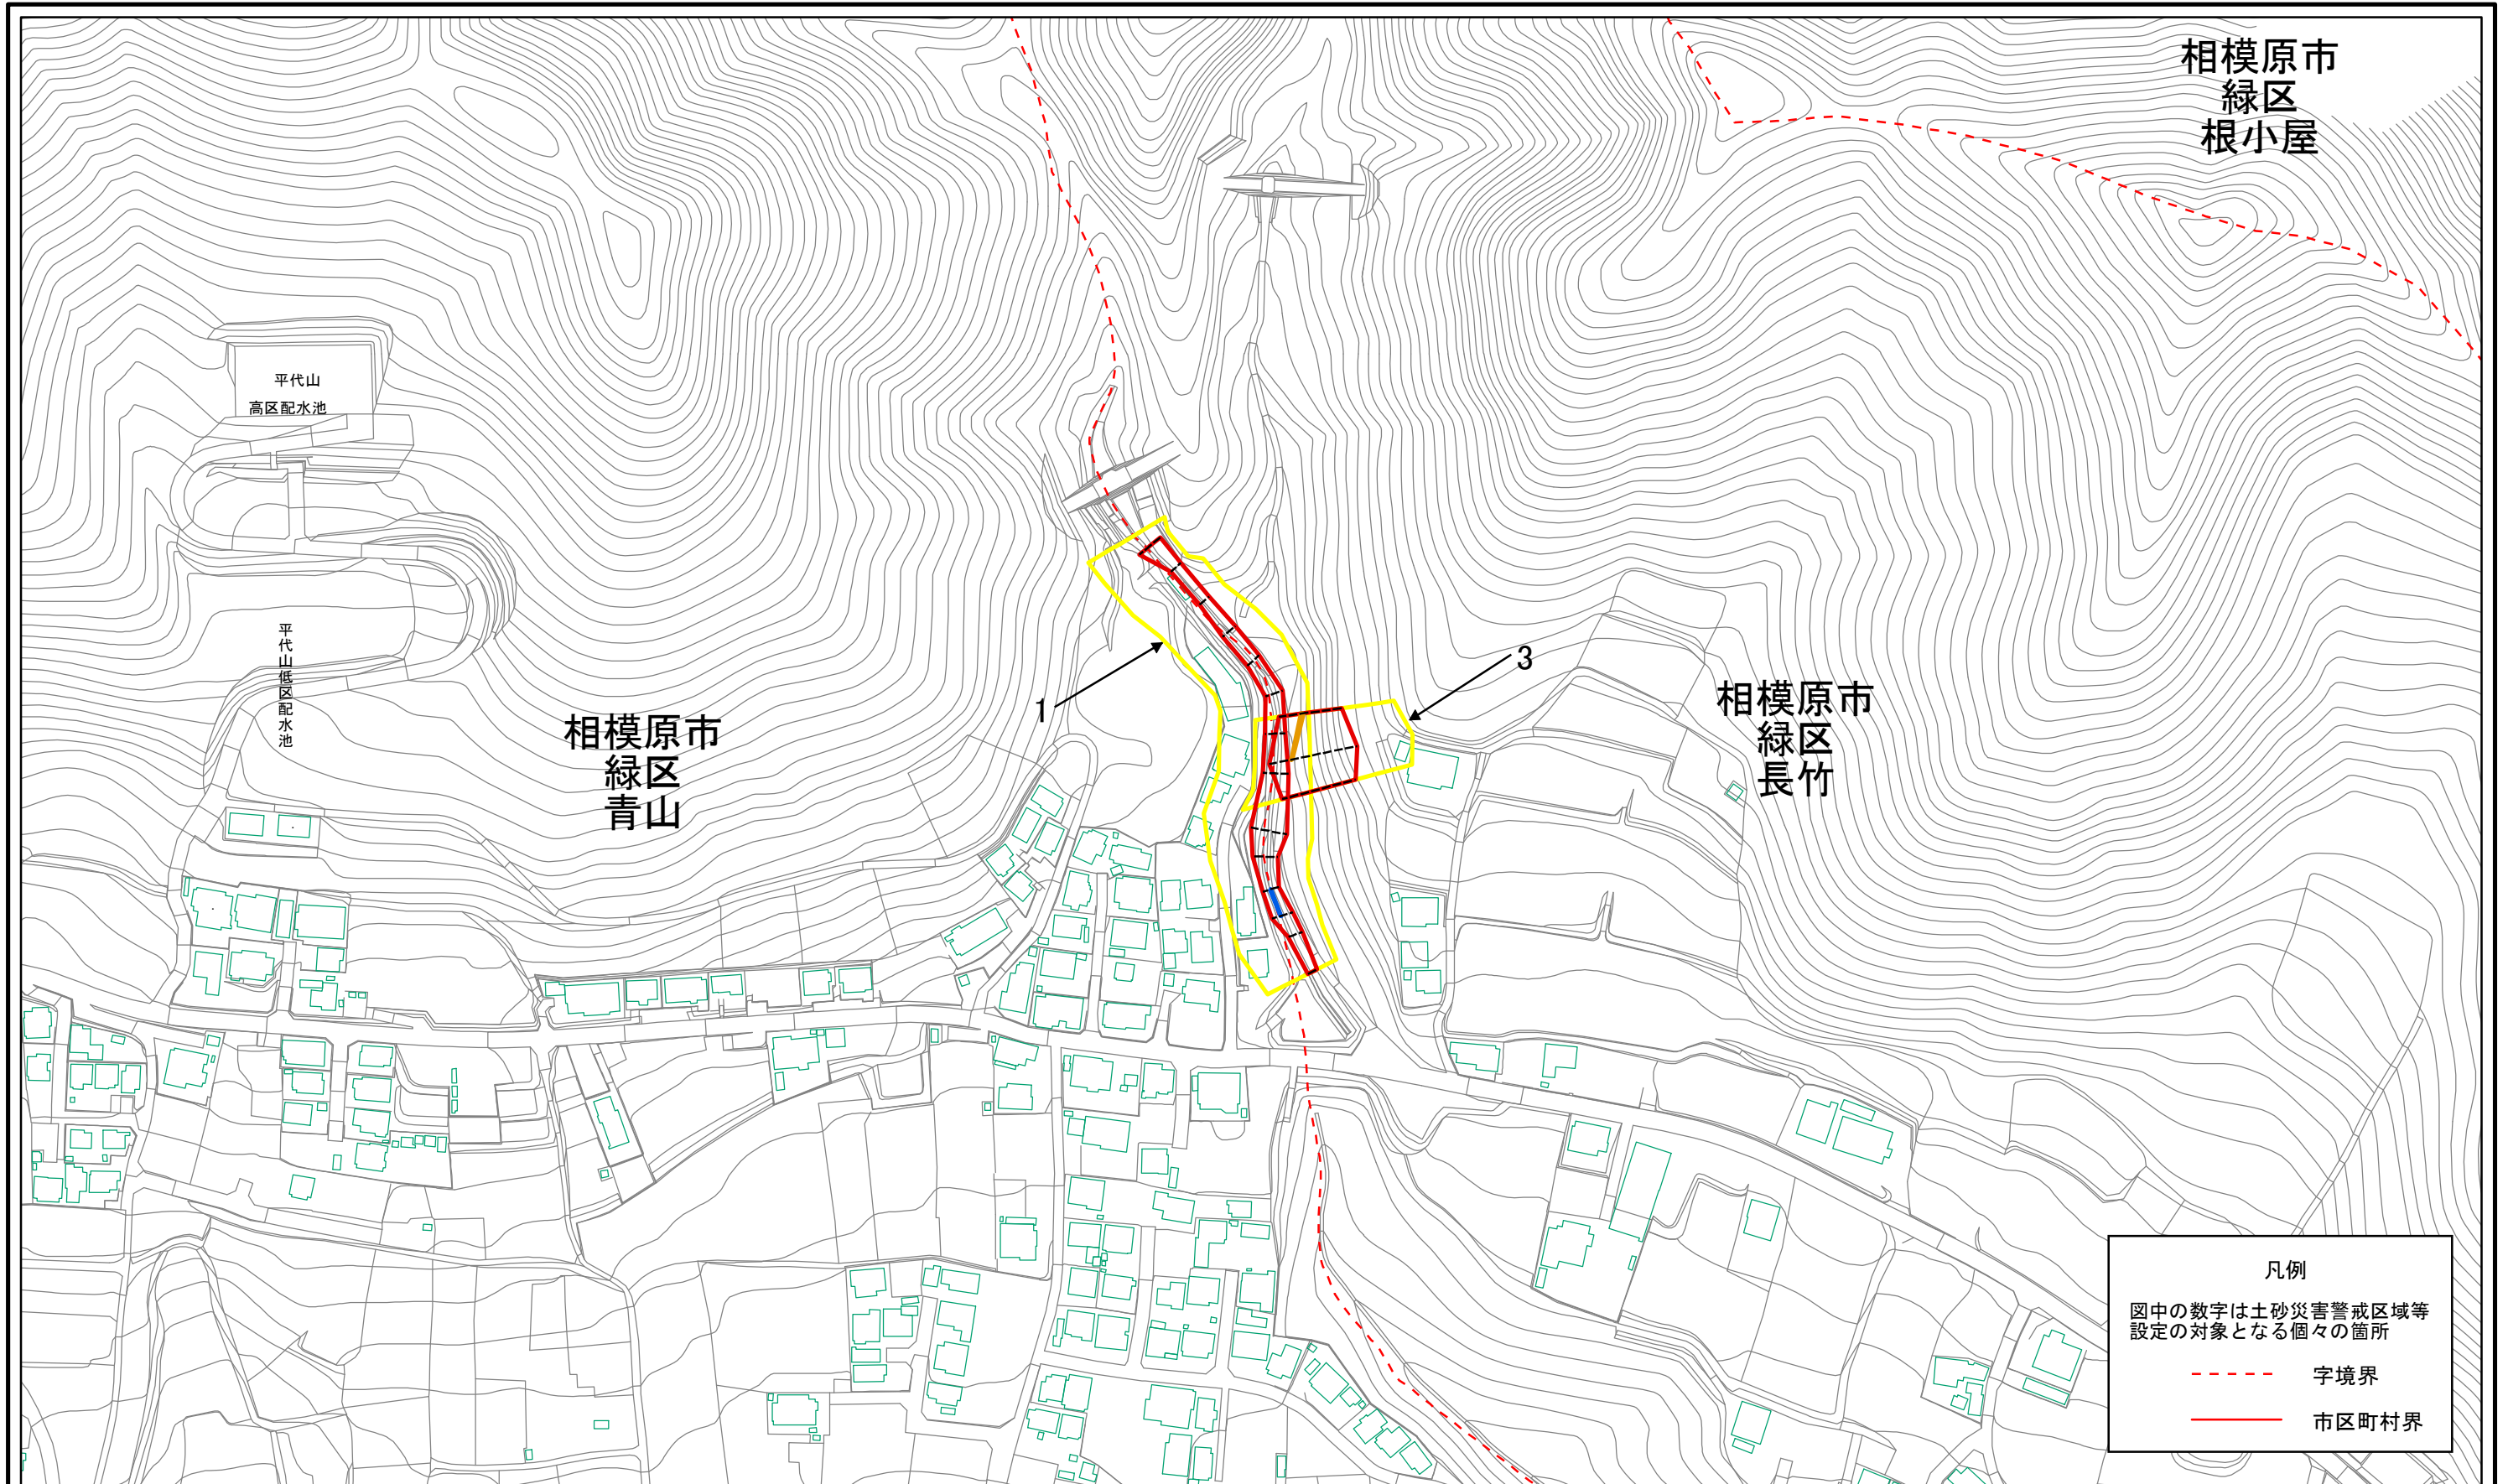 相模原市
緑区
根小屋
平代山
高区配水池
平代山低区配水池
相模原市
緑区
青山
1
3
相模原市
緑区
長竹
凡例
図中の数字は土砂災害警戒区域等
設定の対象となる個々の箇所
字境界
市区町村界